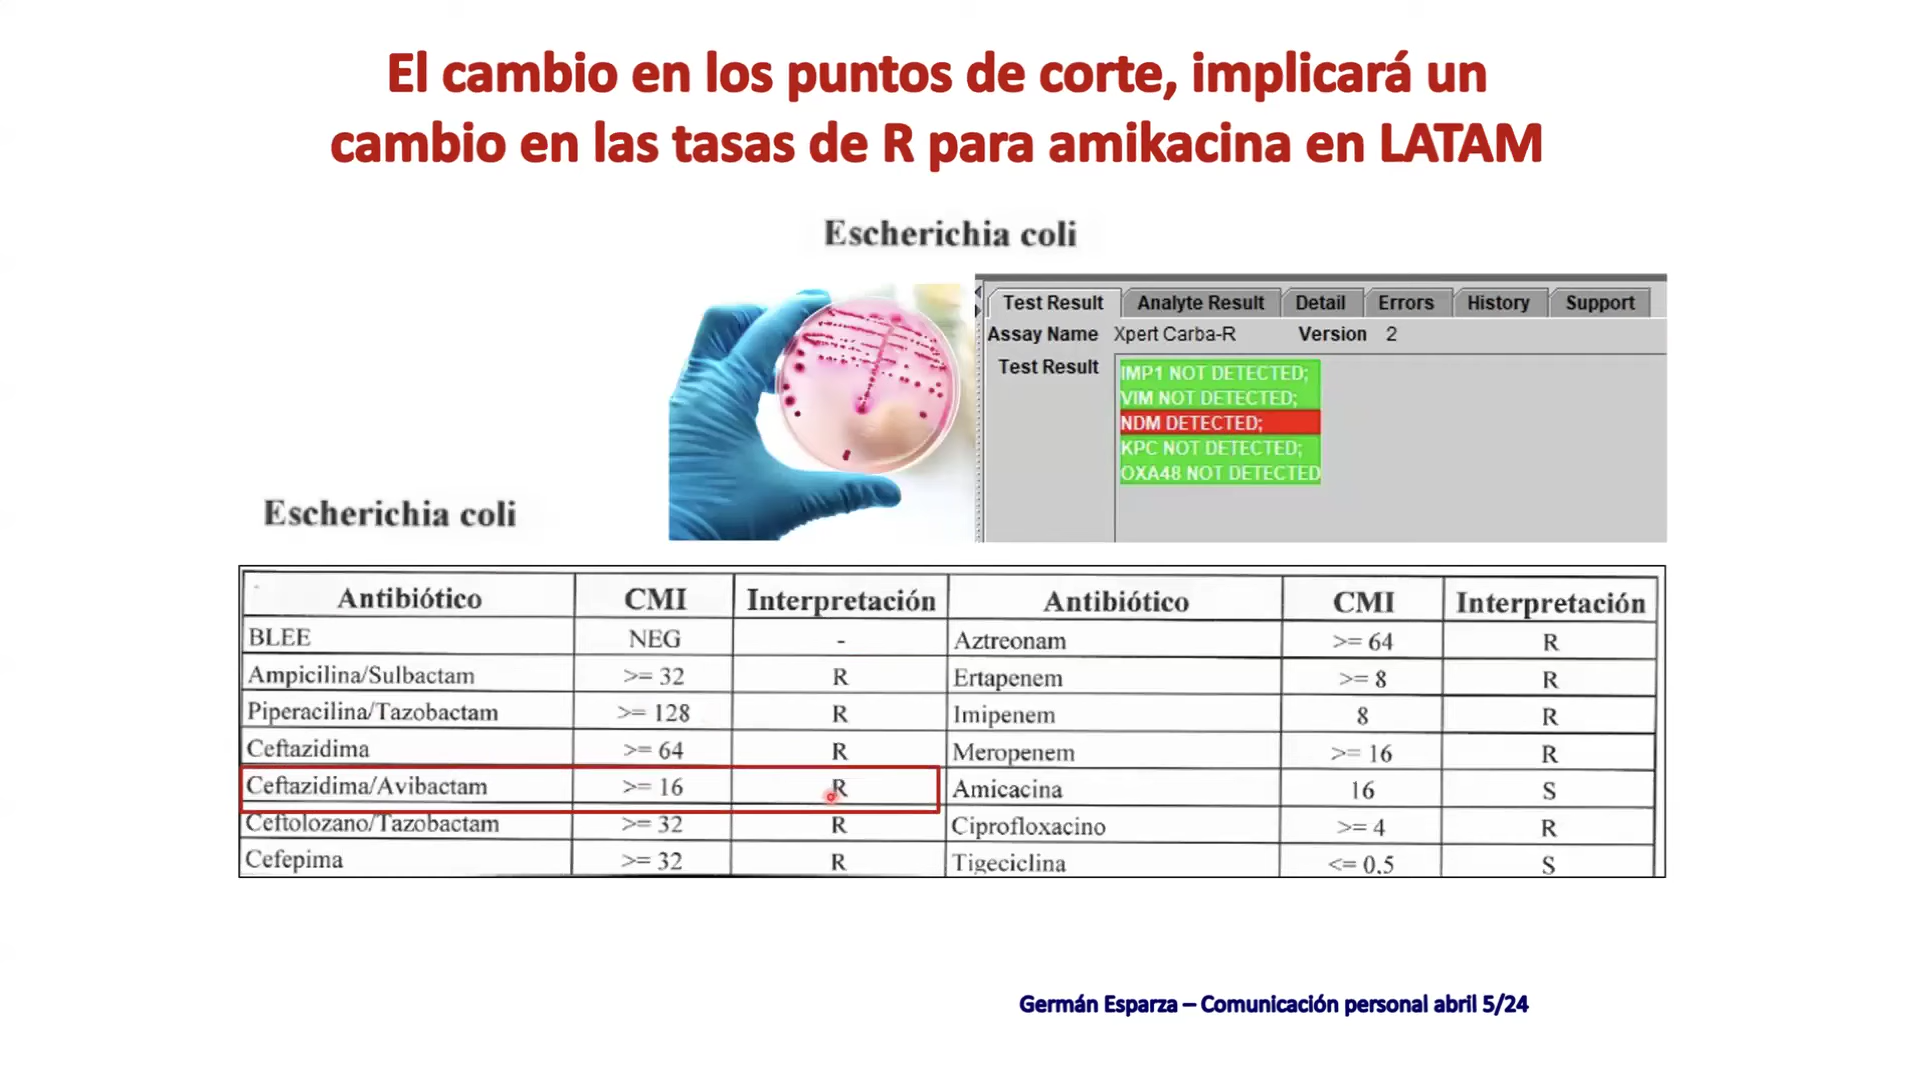 El cambio en los puntos de corte, implicará un
cambio en las tasas de R para amikacina en LATAM
Escherichia coli
Test Result Analyte Result Detail Errors History Support
Assay Name Xpert Carba-R Version 2
Test Result
IMP1 NOT DETECTED;
VIM NOT DETECTED;
NDM DETECTED;
KPC NOT DETECTED;
OXA48 NOT DETECTED
Escherichia coli
Antibiótico CMI Interpretación Antibiótico CMI Interpretación
BLEE NEG - Aztreonam >= 64 R
Ampicilina/Sulbactam >= 32 R Ertapenem >= 8 R
Piperacilina/Tazobactam >= 128 R Imipenem 8 R
Ceftazidima >= 64 R Meropenem >= 16 R
Ceftazidima/Avibactam >= 16 R Amicacina 16 S
Ceftolozano/Tazobactam >= 32 R Ciprofloxacino >= 4 R
Cefepima >= 32 R Tigeciclina <= 0,5 S
Germán Esparza – Comunicación personal abril 5/24